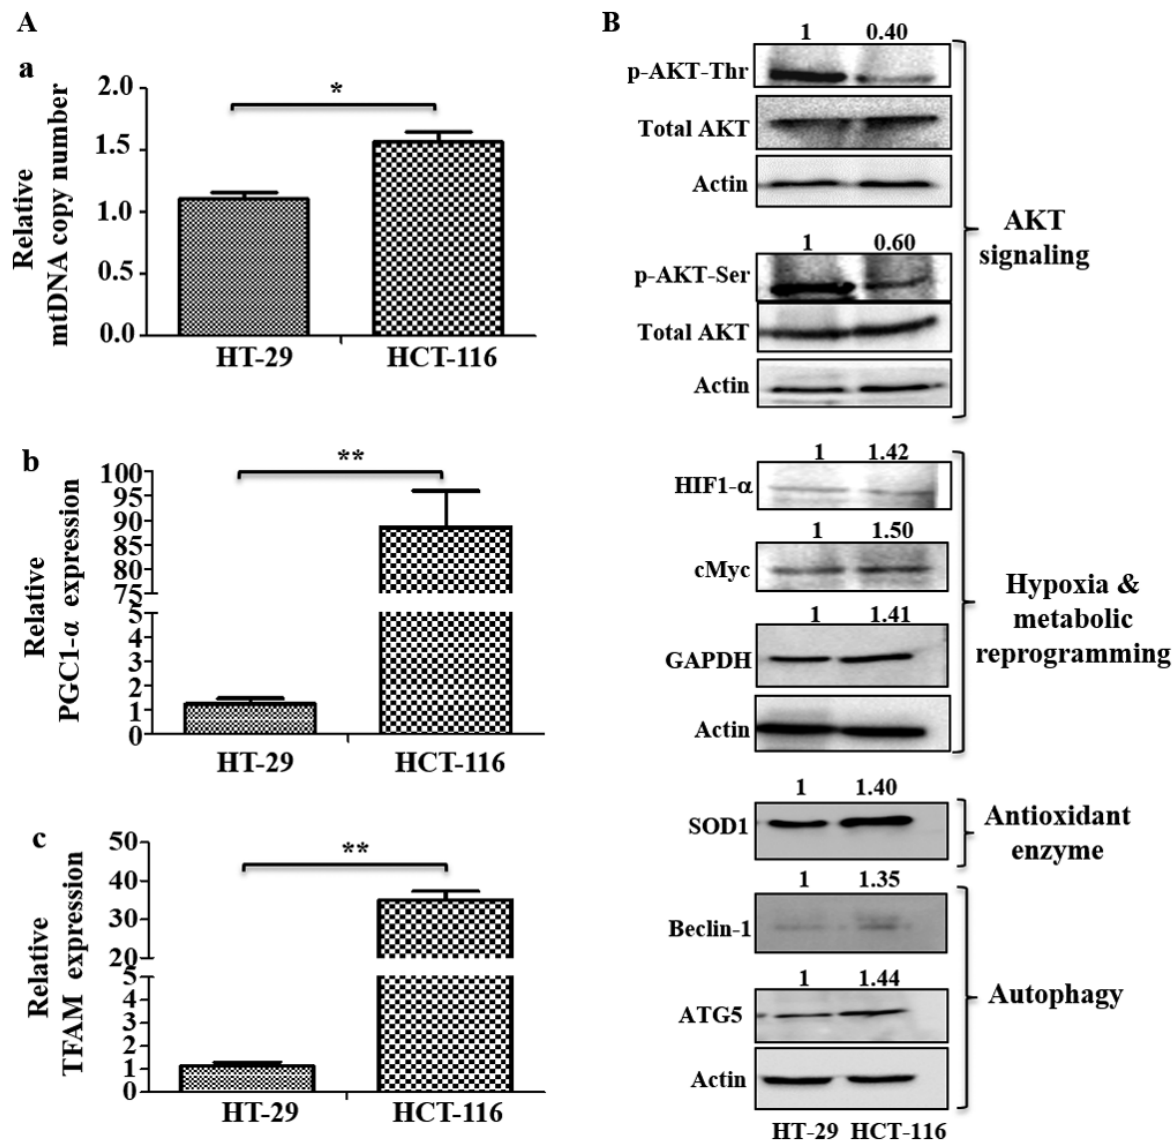 A
a
Relative
mtDNA copy number
2.0
1.5
1.0
0.5
0.0
*
HT-29 HCT-116
b
Relative
PGC1-α expression
100
95
90
85
80
75
5
4
3
2
1
0
**
HT-29 HCT-116
c
Relative
TFAM expression
50
40
30
20
5
4
3
2
1
0
**
HT-29 HCT-116
B
1 0.40
p-AKT-Thr
Total AKT
Actin
1 0.60
p-AKT-Ser
Total AKT
Actin
AKT
signaling
1 1.42
HIF1-α
1 1.50
cMyc
1 1.41
GAPDH
Actin
Hypoxia &
metabolic
reprogramming
1 1.40
SOD1
Antioxidant
enzyme
1 1.35
Beclin-1
1 1.44
ATG5
Actin
Autophagy
HT-29 HCT-116